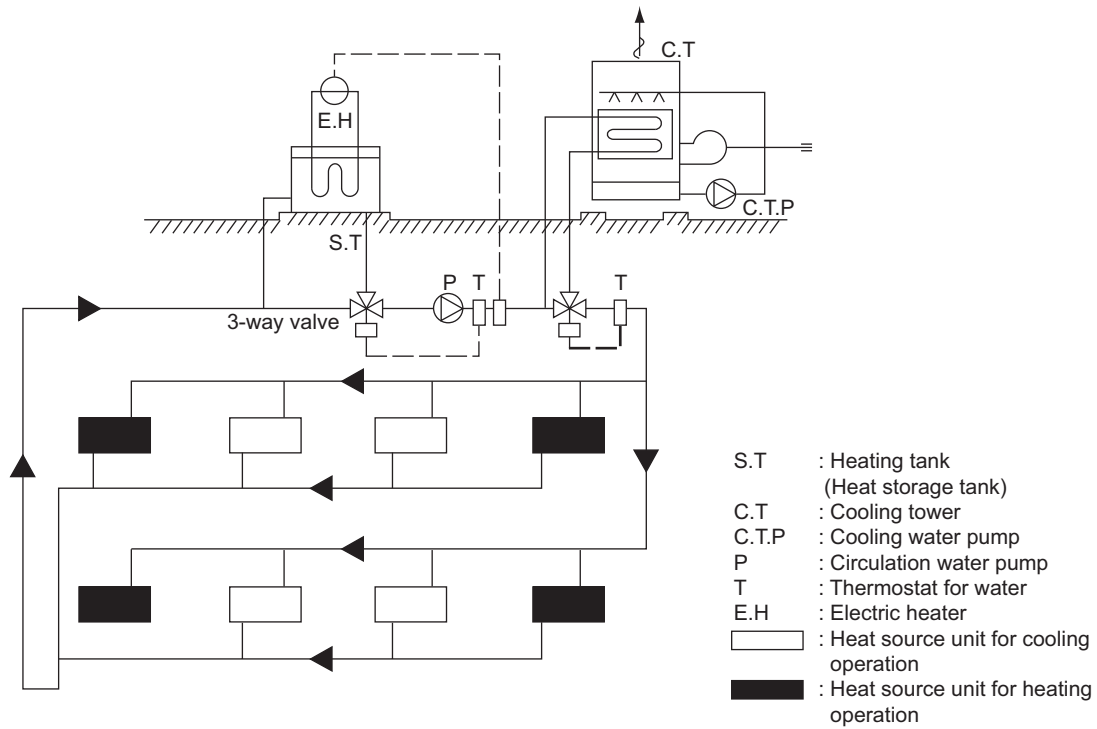 C.T
E.H
C.T.P
S.T
P T
T
3-way valve
S.T : Heating tank
(Heat storage tank)
C.T : Cooling tower
C.T.P : Cooling water pump
P : Circulation water pump
T : Thermostat for water
E.H : Electric heater
: Heat source unit for cooling
operation
: Heat source unit for heating
operation